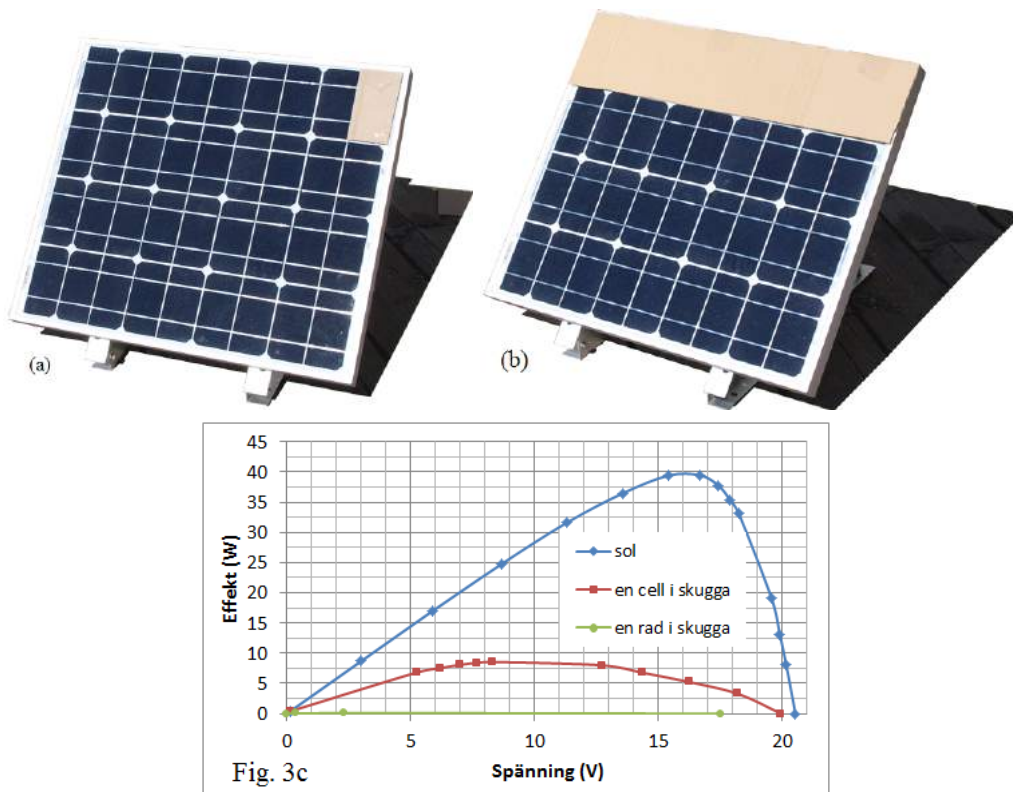 (a)
(b)
45
40
35
30
25
20
15
10
5
0
Effekt (W)
sol
en cell i skugga
en rad i skugga
0 5 10 15 20
Spänning (V)
Fig. 3c